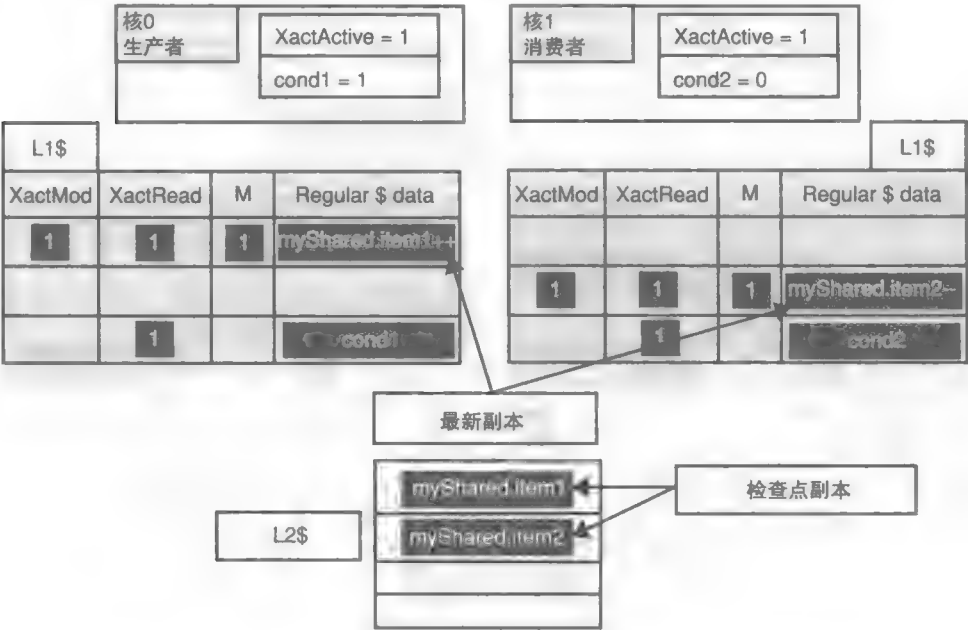 核0
生产者
XactActive = 1
cond1 = 1
核1
消费者
XactActive = 1
cond2 = 0
L1$
L1$
XactMod XactRead M Regular $ data
1 1 1 myShared.item1++
1 cond1
XactMod XactRead M Regular $ data
1 1 1 myShared.item2--
1 cond2
最新副本
myShared.item1
myShared.item2
检查点副本
L2$